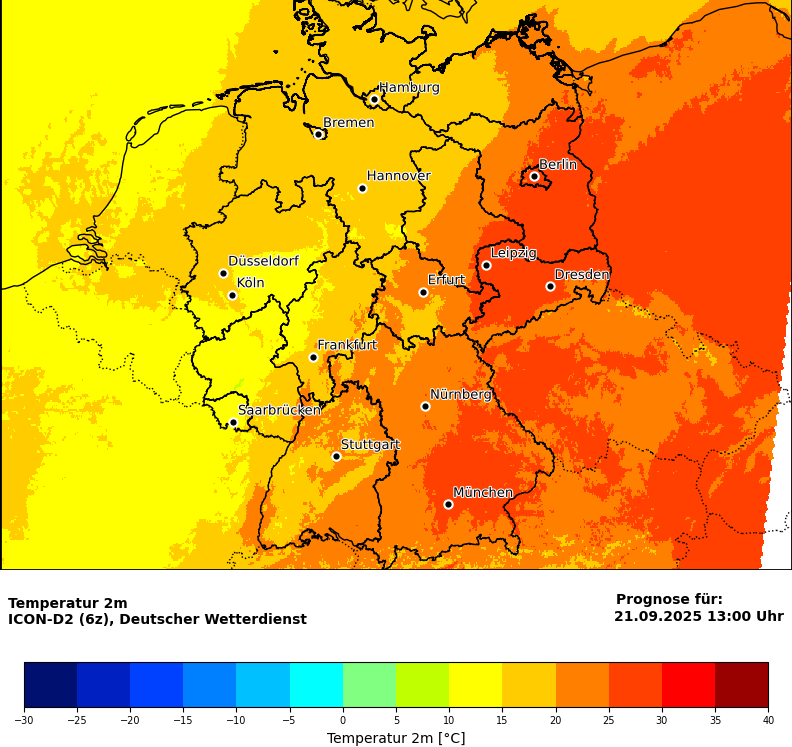 Hamburg
Bremen
Berlin
Hannover
Leipzig
Düsseldorf
Dresden
Köln
Erfurt
Frankfurt
Nürnberg
Saarbrücken
Stuttgart
München
Temperatur 2m
ICON-D2 (6z), Deutscher Wetterdienst
Prognose für:
21.09.2025 13:00 Uhr
−30 −25 −20 −15 −10 −5 0 5 10 15 20 25 30 35 40
Temperatur 2m [°C]